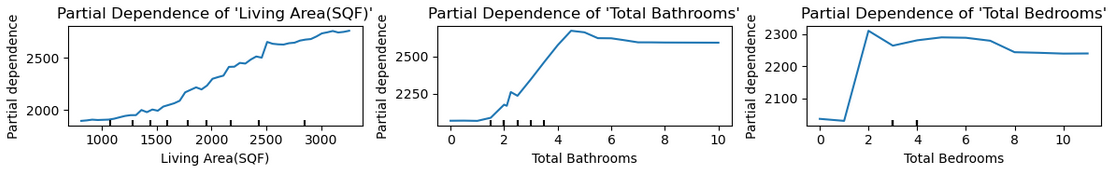 Partial Dependence of 'Living Area(SQF)'
Partial dependence
2500
2000
1000 1500 2000 2500 3000
Living Area(SQF)
Partial Dependence of 'Total Bathrooms'
Partial dependence
2500
2250
0 2 4 6 8 10
Total Bathrooms
Partial Dependence of 'Total Bedrooms'
Partial dependence
2300
2200
2100
0 2 4 6 8 10
Total Bedrooms